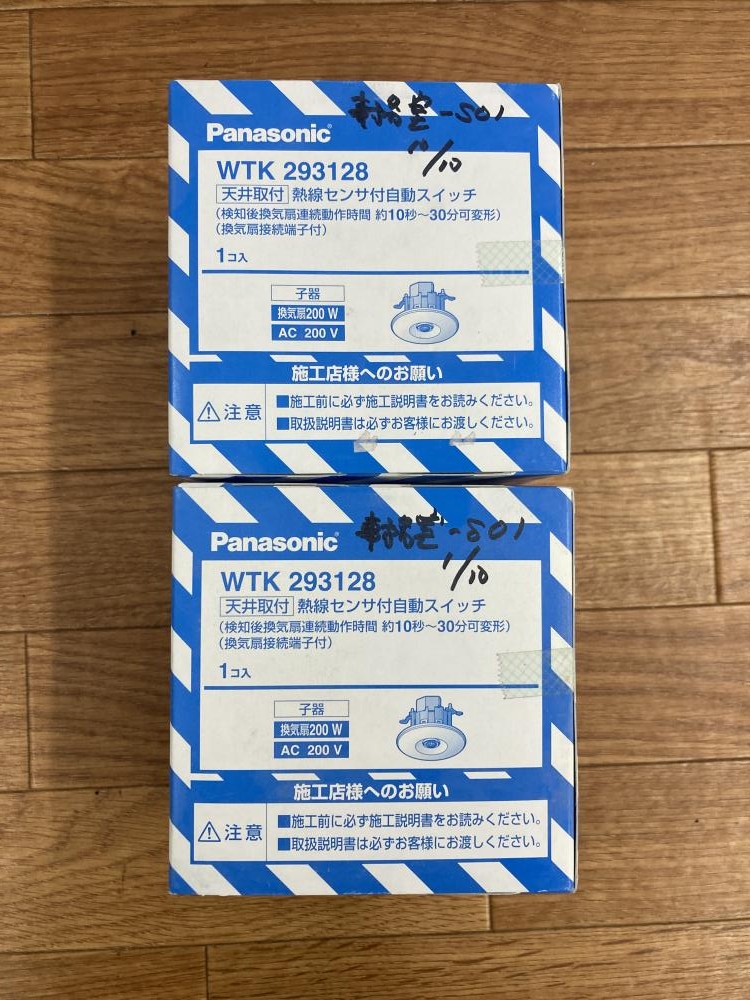 -S01
11/10
Panasonic
WTK 293128
天井取付 熱線センサ付自動スイッチ
(検知後換気扇連続動作時間 約10秒～30分可変形)
(換気扇接続端子付)
1コ入
子器
換気扇200 W
AC 200 V
施工店様へのお願い
注意
■施工前に必ず施工説明書をお読みください。
■取扱説明書は必ずお客様にお渡しください。
-S01
1/10
Panasonic
WTK 293128
天井取付 熱線センサ付自動スイッチ
(検知後換気扇連続動作時間 約10秒～30分可変形)
(換気扇接続端子付)
1コ入
子器
換気扇200 W
AC 200 V
施工店様へのお願い
注意
■施工前に必ず施工説明書をお読みください。
■取扱説明書は必ずお客様にお渡しください。